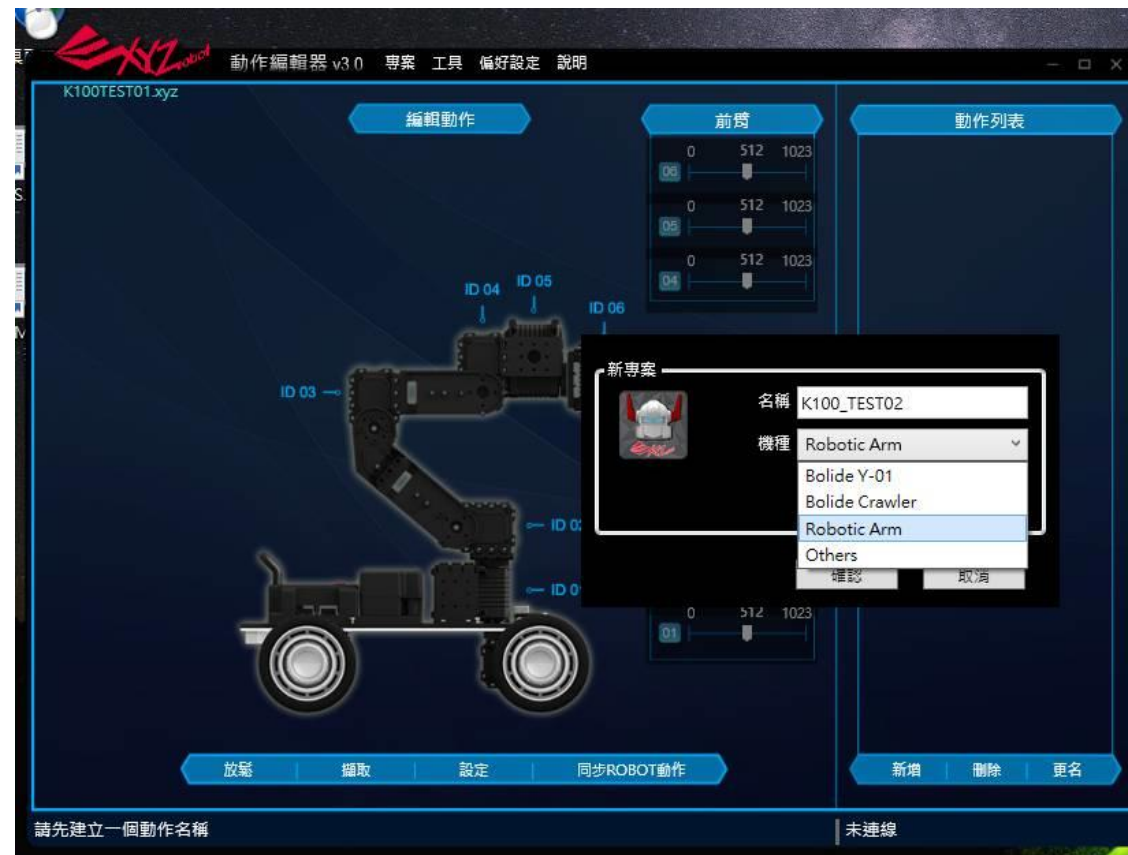 XYZrobot
動作編輯器 v3.0 專案 工具 偏好設定 說明
K100TEST01.xyz
編輯動作
前臂
動作列表
0 512 1023
06
0 512 1023
05
0 512 1023
04
ID 04
ID 05
ID 06
ID 03
新專案
名稱 K100_TEST02
機種 Robotic Arm
Bolide Y-01
Bolide Crawler
Robotic Arm
Others
確認 取消
0 512 1023
01
放鬆 擷取 設定 同步ROBOT動作
新增 刪除 更名
請先建立一個動作名稱
未連線